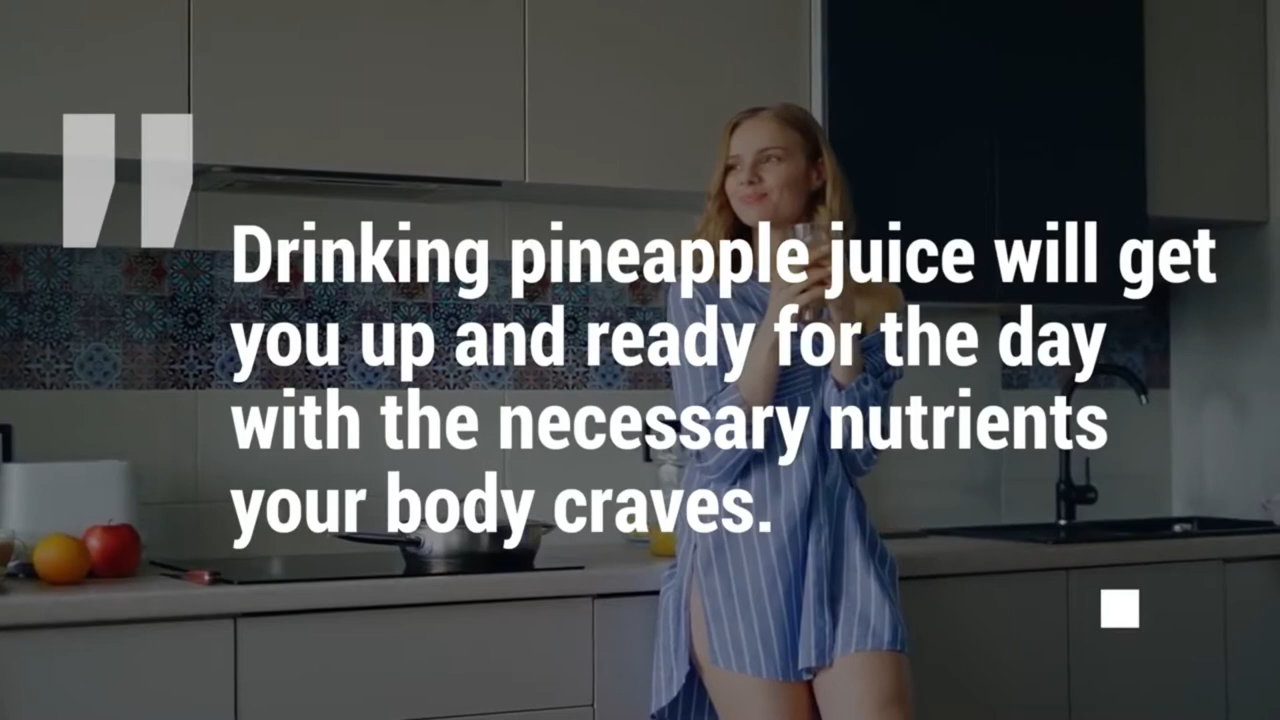 "
Drinking pineapple juice will get
you up and ready for the day
with the necessary nutrients
your body craves.